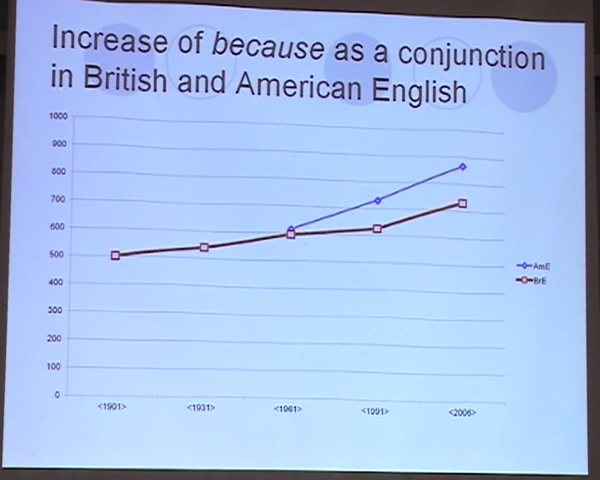 Increase of because as a conjunction
in British and American English
1000
900
800
700
600
500
400
300
200
100
0
<1901> <1931> <1961> <1991> <2006>
AmE
BrE